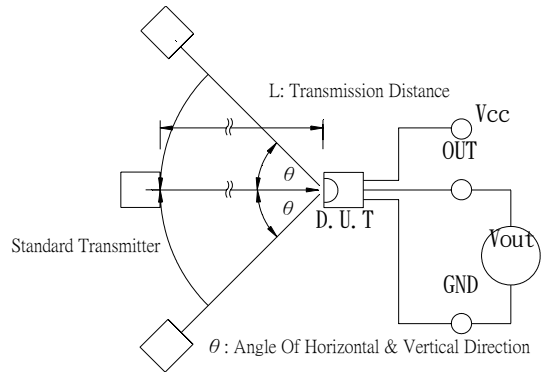 L: Transmission Distance
Vcc
OUT
θ
θ
D.U.T
Standard Transmitter
Vout
GND
θ : Angle Of Horizontal & Vertical Direction